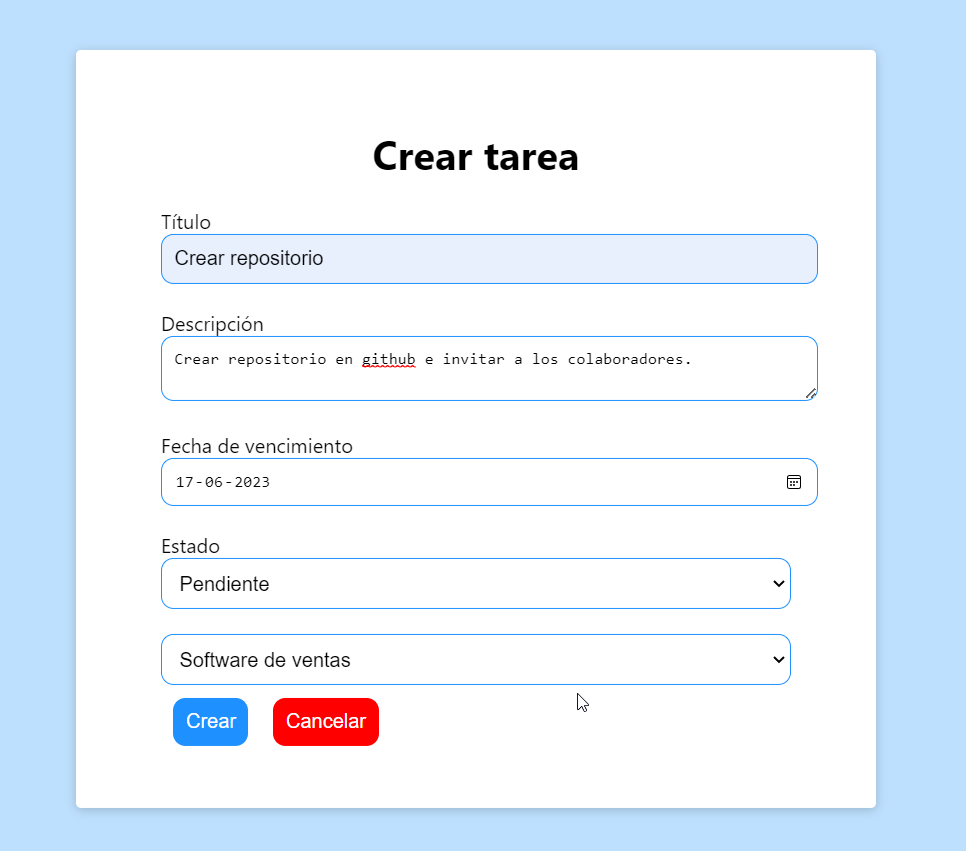 Crear tarea
Título
Crear repositorio
Descripción
Crear repositorio en github e invitar a los colaboradores.
Fecha de vencimiento
17-06-2023
Estado
Pendiente
Software de ventas
Crear Cancelar